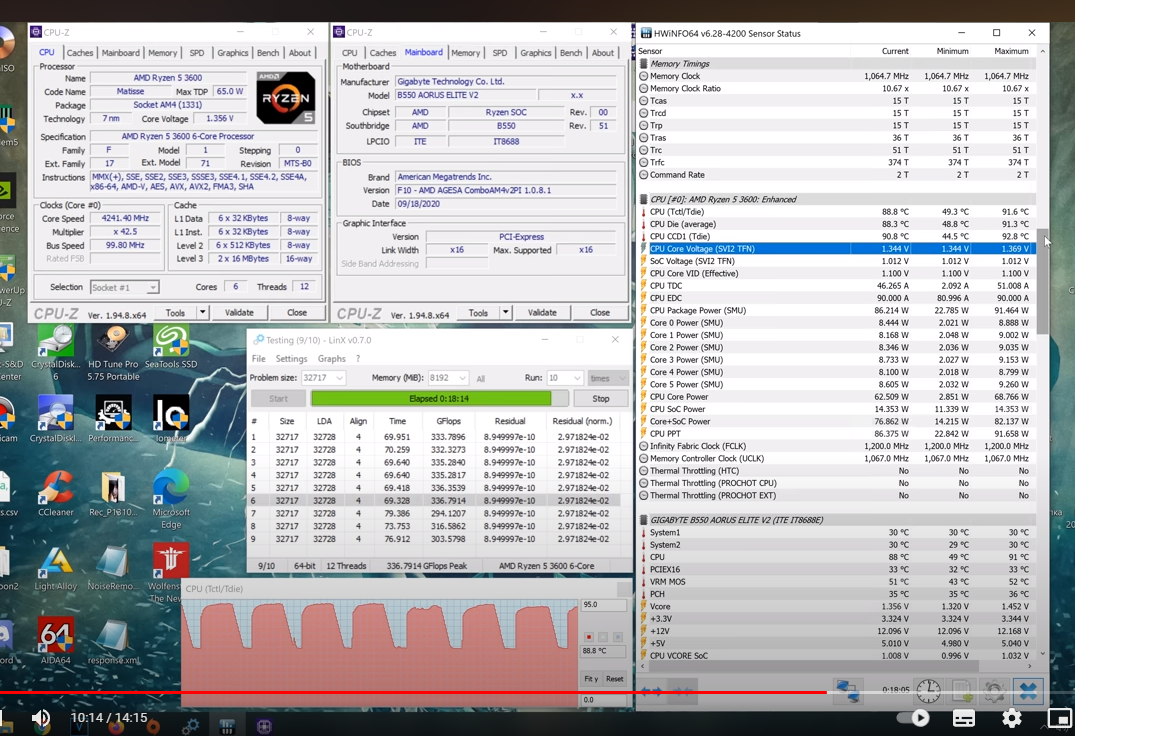 CPU-Z
CPU Caches Mainboard Memory SPD Graphics Bench About
Processor
Name AMD Ryzen 5 3600
Code Name Matisse Max TDP 65.0 W
Package Socket AM4 (1331)
Technology 7 nm Core Voltage 1.356 V
AMD
RYZEN
5
Specification AMD Ryzen 5 3600 6-Core Processor
Family F Model 1 Stepping 0
Ext. Family 17 Ext. Model 71 Revision MTS-B0
Instructions MMX(+), SSE, SSE2, SSE3, SSSE3, SSE4.1, SSE4.2, SSE4A,
x86-64, AMD-V, AES, AVX, AVX2, FMA3, SHA
Clocks (Core #0)
Core Speed 4241.40 MHz
Multiplier x 42.5
Bus Speed 99.80 MHz
Rated FSB
Cache
L1 Data 6 x 32 KBytes 8-way
L1 Inst. 6 x 32 KBytes 8-way
Level 2 6 x 512 KBytes 8-way
Level 3 2 x 16 MBytes 16-way
Selection Socket #1 Cores 6 Threads 12
CPU-Z Ver. 1.94.8.x64 Tools Validate Close
CPU-Z
CPU Caches Mainboard Memory SPD Graphics Bench About
Motherboard
Manufacturer Gigabyte Technology Co. Ltd.
Model B550 AORUS ELITE V2 x.x
Chipset AMD Ryzen SOC Rev. 00
Southbridge AMD B550 Rev. 51
LPCIO ITE IT8688
BIOS
Brand American Megatrends Inc.
Version F10 - AMD AGESA ComboAM4v2PI 1.0.8.1
Date 09/18/2020
Graphic Interface
Version PCI-Express
Link Width x16 Max. Supported x16
Side Band Addressing
CPU-Z Ver. 1.94.8.x64 Tools Validate Close
HWiNFO64 v6.28-4200 Sensor Status
Sensor Current Minimum Maximum
Memory Timings
Memory Clock 1,064.7 MHz 1,064.7 MHz 1,064.7 MHz
Memory Clock Ratio 10.67 x 10.67 x 10.67 x
Tcas 15 T 15 T 15 T
Trcd 15 T 15 T 15 T
Trp 15 T 15 T 15 T
Tras 36 T 36 T 36 T
Trc 51 T 51 T 51 T
Trfc 374 T 374 T 374 T
Command Rate 2 T 2 T 2 T
CPU [#0]: AMD Ryzen 5 3600: Enhanced
CPU (Tctl/Tdie) 88.8 °C 49.3 °C 91.6 °C
CPU Die (average) 88.3 °C 48.8 °C 91.3 °C
CPU CCD1 (Tdie) 90.8 °C 44.5 °C 92.8 °C
CPU Core Voltage (SVI2 TFN) 1.344 V 1.344 V 1.369 V
SoC Voltage (SVI2 TFN) 1.012 V 1.012 V 1.012 V
CPU Core VID (Effective) 1.100 V 1.100 V 1.100 V
CPU TDC 46.265 A 2.092 A 51.008 A
CPU EDC 90.000 A 80.996 A 90.000 A
CPU Package Power (SMU) 86.214 W 22.785 W 91.464 W
Core 0 Power (SMU) 8.444 W 2.021 W 8.888 W
Core 1 Power (SMU) 8.168 W 2.048 W 9.002 W
Core 2 Power (SMU) 8.346 W 2.036 W 9.035 W
Core 3 Power (SMU) 8.733 W 2.027 W 9.153 W
Core 4 Power (SMU) 8.100 W 2.018 W 8.799 W
Core 5 Power (SMU) 8.605 W 2.032 W 9.260 W
CPU Core Power 62.509 W 2.851 W 68.766 W
CPU SoC Power 14.353 W 11.339 W 14.353 W
Core+SoC Power 76.862 W 14.215 W 82.137 W
CPU PPT 86.375 W 22.842 W 91.658 W
Infinity Fabric Clock (FCLK) 1,200.0 MHz 1,200.0 MHz 1,200.0 MHz
Memory Controller Clock (UCLK) 1,067.0 MHz 1,067.0 MHz 1,067.0 MHz
Thermal Throttling (HTC) No No No
Thermal Throttling (PROCHOT CPU) No No No
Thermal Throttling (PROCHOT EXT) No No No
GIGABYTE B550 AORUS ELITE V2 (ITE IT8688E)
System1 30 °C 30 °C 30 °C
System2 30 °C 29 °C 30 °C
CPU 88 °C 49 °C 91 °C
PCIEX16 33 °C 32 °C 33 °C
VRM MOS 51 °C 43 °C 52 °C
PCH 35 °C 35 °C 36 °C
Vcore 1.356 V 1.320 V 1.452 V
+3.3V 3.324 V 3.324 V 3.344 V
+12V 12.096 V 12.096 V 12.168 V
+5V 5.010 V 4.980 V 5.040 V
CPU VCORE SoC 1.008 V 0.996 V 1.032 V
0:18:05
Testing (9/10) - LinX v0.7.0
File Settings Graphs ?
Problem size: 32717 Memory (MiB): 8192 All Run: 10 times
Start Elapsed 0:18:14 Stop
# Size LDA Align Time GFlops Residual Residual (norm.)
1 32717 32728 4 69.951 333.7896 8.949997e-10 2.971824e-02
2 32717 32728 4 70.259 332.3273 8.949997e-10 2.971824e-02
3 32717 32728 4 69.640 335.2840 8.949997e-10 2.971824e-02
4 32717 32728 4 69.640 335.2817 8.949997e-10 2.971824e-02
5 32717 32728 4 69.418 336.3539 8.949997e-10 2.971824e-02
6 32717 32728 4 69.328 336.7914 8.949997e-10 2.971824e-02
7 32717 32728 4 79.386 294.1207 8.949997e-10 2.971824e-02
8 32717 32728 4 73.753 316.5862 8.949997e-10 2.971824e-02
9 32717 32728 4 76.912 303.5798 8.949997e-10 2.971824e-02
9/10 64-bit 12 Threads 336.7914 GFlops Peak AMD Ryzen 5 3600 6-Core
CPU (Tctl/Tdie)
95.0
88.8 °C
Fit y Reset
0.0
ISO
CrystalDisk...
6
HD Tune Pro
5.75 Portable
SeaTools SSD
CrystalDiskI...
Performanc...
Iometer
CCleaner
Rec_P1810...
Microsoft
Edge
Light Alloy
NoiseRemo...
Wolfenst
The New
64
AIDA64
response.xml
10:14 / 14:15